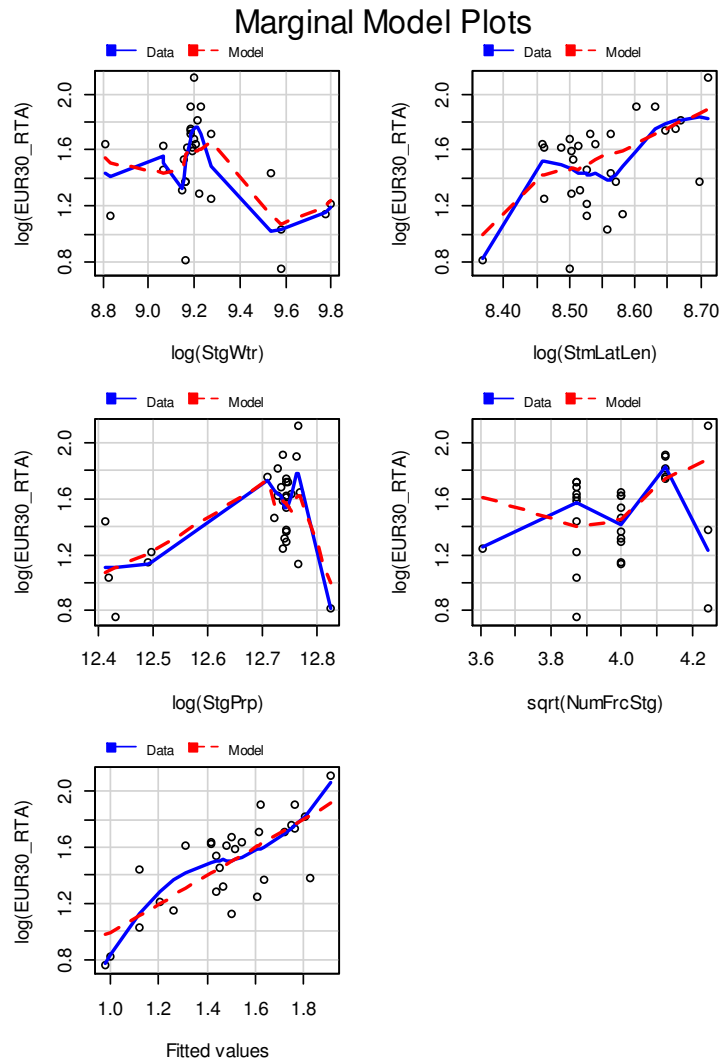 Marginal Model Plots
Data Model Data Model
log(EUR30_RTA) 0.8 1.2 1.6 2.0 log(EUR30_RTA) 0.8 1.2 1.6 2.0
8.8 9.0 9.2 9.4 9.6 9.8 8.40 8.50 8.60 8.70
log(StgWtr) log(StmLatLen)
Data Model Data Model
log(EUR30_RTA) 0.8 1.2 1.6 2.0 log(EUR30_RTA) 0.8 1.2 1.6 2.0
12.4 12.5 12.6 12.7 12.8 3.6 3.8 4.0 4.2
log(StgPrp) sqrt(NumFrcStg)
Data Model
log(EUR30_RTA) 0.8 1.2 1.6 2.0
1.0 1.2 1.4 1.6 1.8
Fitted values